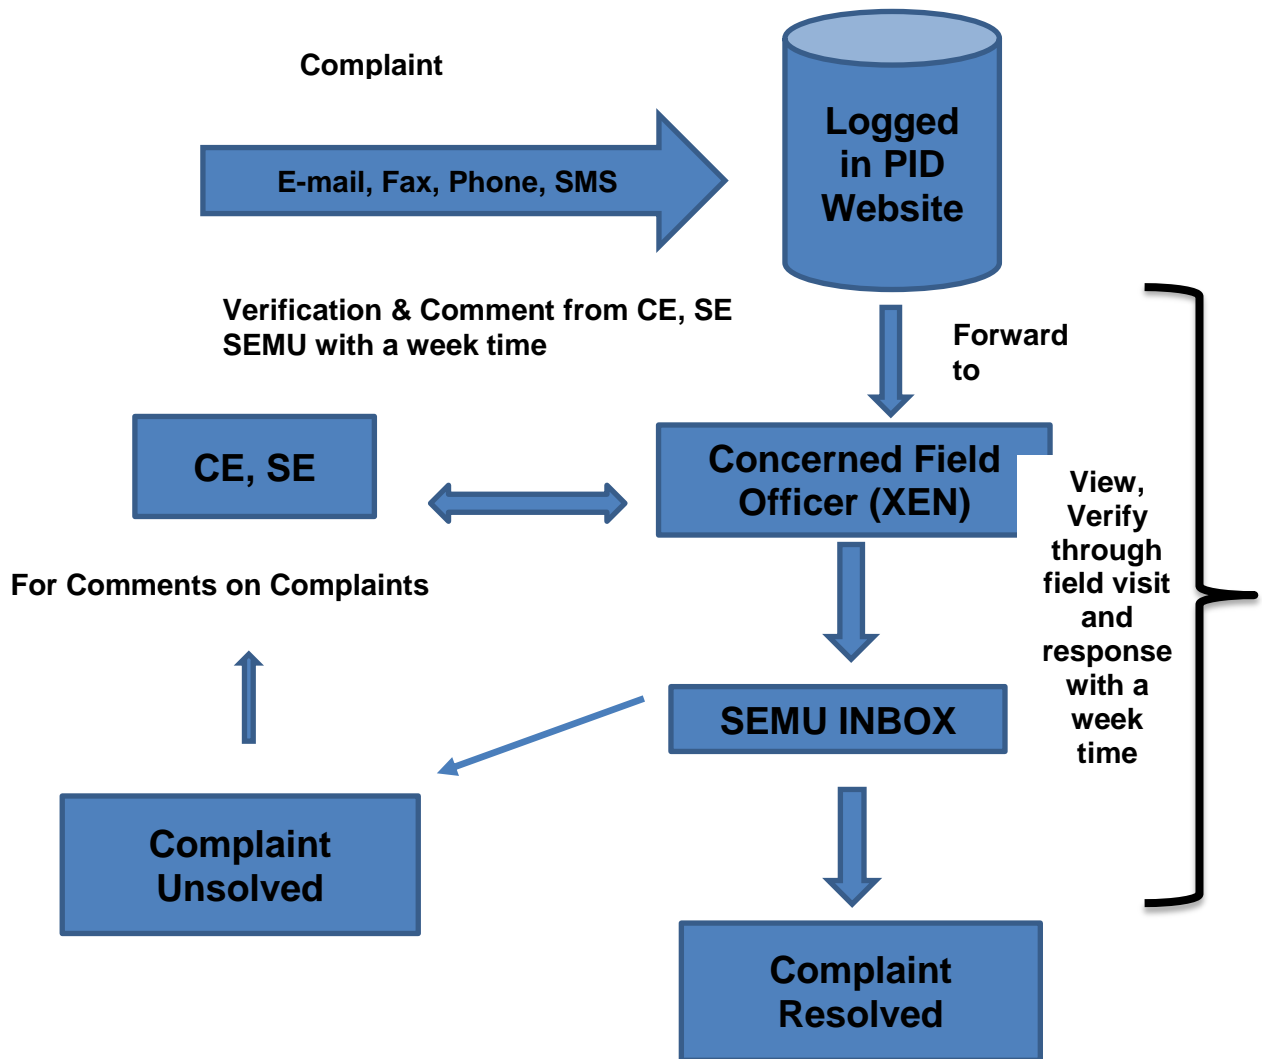 Complaint
E-mail, Fax, Phone, SMS
Logged
in PID
Website
Verification & Comment from CE, SE
SEMU with a week time
Forward
to
CE, SE
Concerned Field
Officer (XEN)
View,
Verify
through
field visit
and
response
with a
week
time
For Comments on Complaints
SEMU INBOX
Complaint
Unsolved
Complaint
Resolved